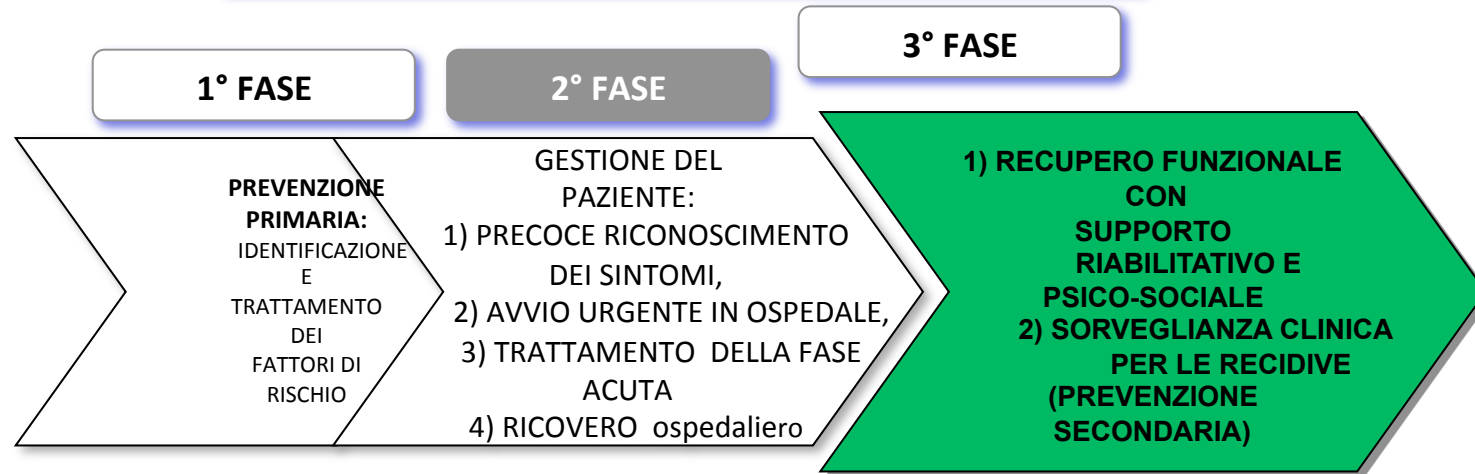 1° FASE
2° FASE
3° FASE
PREVENZIONE
PRIMARIA:
IDENTIFICAZIONE
E
TRATTAMENTO
DEI
FATTORI DI
RISCHIO
GESTIONE DEL
PAZIENTE:
1) PRECOCE RICONOSCIMENTO
DEI SINTOMI,
2) AVVIO URGENTE IN OSPEDALE,
3) TRATTAMENTO DELLA FASE
ACUTA
4) RICOVERO ospedaliero
1) RECUPERO FUNZIONALE
CON
SUPPORTO
RIABILITATIVO E
PSICO-SOCIALE
2) SORVEGLIANZA CLINICA
PER LE RECIDIVE
(PREVENZIONE
SECONDARIA)